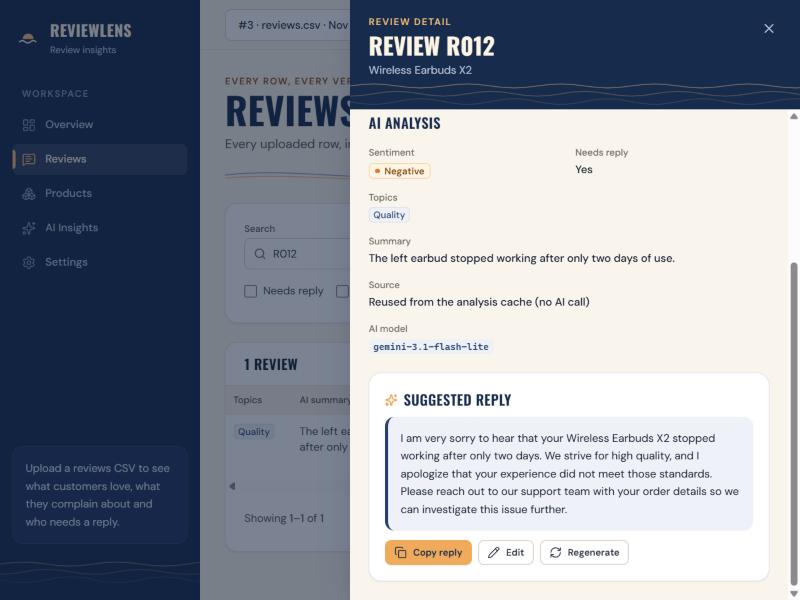 REVIEWLENS
Review insights
WORKSPACE
Overview
Reviews
Products
AI Insights
Settings
Upload a reviews CSV to see
what customers love, what
they complain about and
who needs a reply.
#3 · reviews.csv · Nov
EVERY ROW, EVERY VER
REVIEWS
Every uploaded row, i
Search
R012
Needs reply
1 REVIEW
Topics
AI summary
Quality
The left ea
after only
Showing 1–1 of 1
REVIEW DETAIL
REVIEW R012
Wireless Earbuds X2
AI ANALYSIS
Sentiment
Needs reply
Negative
Yes
Topics
Quality
Summary
The left earbud stopped working after only two days of use.
Source
Reused from the analysis cache (no AI call)
AI model
gemini-3.1-flash-lite
SUGGESTED REPLY
I am very sorry to hear that your Wireless Earbuds X2 stopped
working after only two days. We strive for high quality, and I
apologize that your experience did not meet those standards.
Please reach out to our support team with your order details so we
can investigate this issue further.
Copy reply
Edit
Regenerate